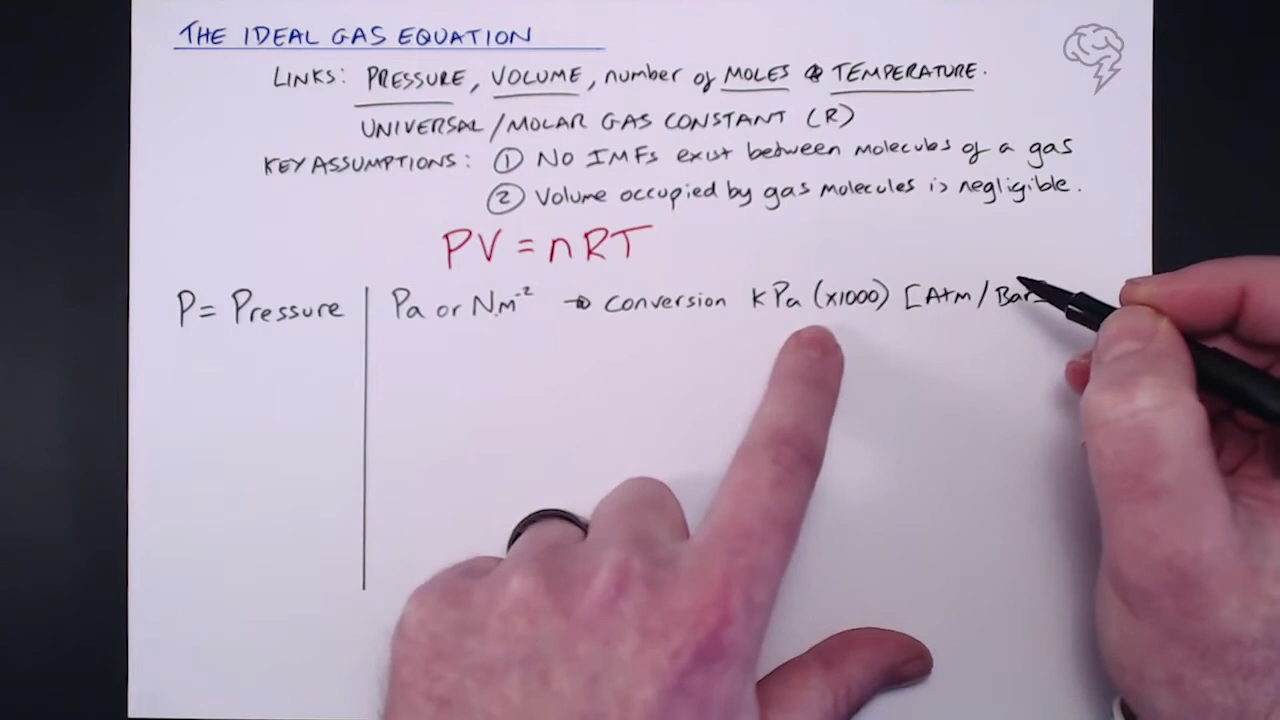 THE IDEAL GAS EQUATION
LINKS: PRESSURE, VOLUME, number of MOLES & TEMPERATURE.
UNIVERSAL/MOLAR GAS CONSTANT (R)
KEY ASSUMPTIONS: ① NO IMFs exist between molecules of a gas
② Volume occupied by gas molecules is negligible.
PV = nRT
P = Pressure | Pa or N.m⁻² → Conversion kPa (x1000) [Atm/Bar